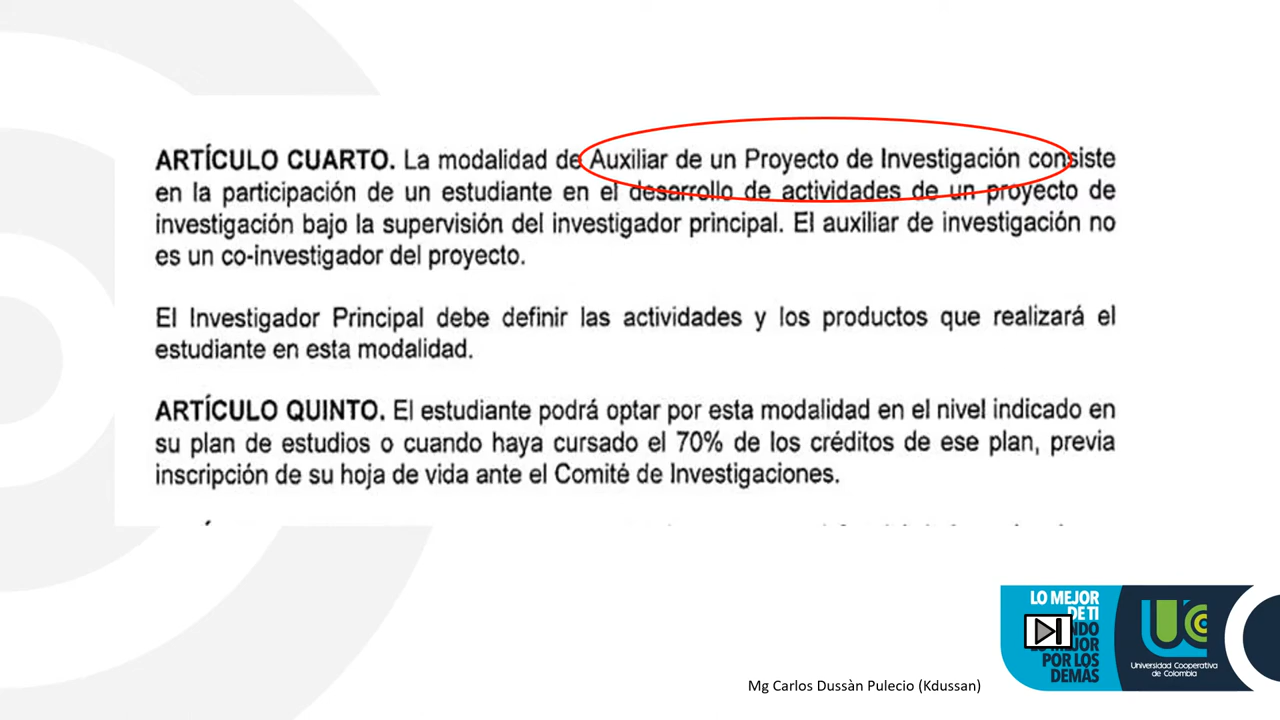 ARTÍCULO CUARTO. La modalidad de Auxiliar de un Proyecto de Investigación consiste
en la participación de un estudiante en el desarrollo de actividades de un proyecto de
investigación bajo la supervisión del investigador principal. El auxiliar de investigación no
es un co-investigador del proyecto.
El Investigador Principal debe definir las actividades y los productos que realizará el
estudiante en esta modalidad.
ARTÍCULO QUINTO. El estudiante podrá optar por esta modalidad en el nivel indicado en
su plan de estudios o cuando haya cursado el 70% de los créditos de ese plan, previa
inscripción de su hoja de vida ante el Comité de Investigaciones.
LO MEJOR
DE TI
POR LOS
DEMÁS
Universidad Cooperativa
de Colombia
Mg Carlos Dussàn Pulecio (Kdussan)